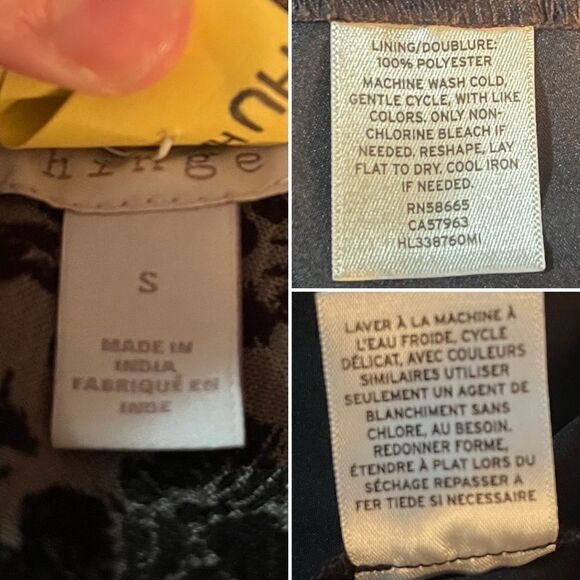 hinge
S
MADE IN
INDIA
FABRIQUÉ EN
INDE
LINING/DOUBLURE:
100% POLYESTER
MACHINE WASH COLD,
GENTLE CYCLE, WITH LIKE
COLORS. ONLY NON-
CHLORINE BLEACH IF
NEEDED. RESHAPE, LAY
FLAT TO DRY. COOL IRON
IF NEEDED.
RN58665
CA57963
HL338760MI
LAVER À LA MACHINE À
L'EAU FROIDE, CYCLE
DÉLICAT, AVEC COULEURS
SIMILAIRES UTILISER
SEULEMENT UN AGENT DE
BLANCHIMENT SANS
CHLORE, AU BESOIN.
REDONNER FORME,
ÉTENDRE À PLAT LORS DU
SÉCHAGE REPASSER A
FER TIEDE SI NECESSAIRE